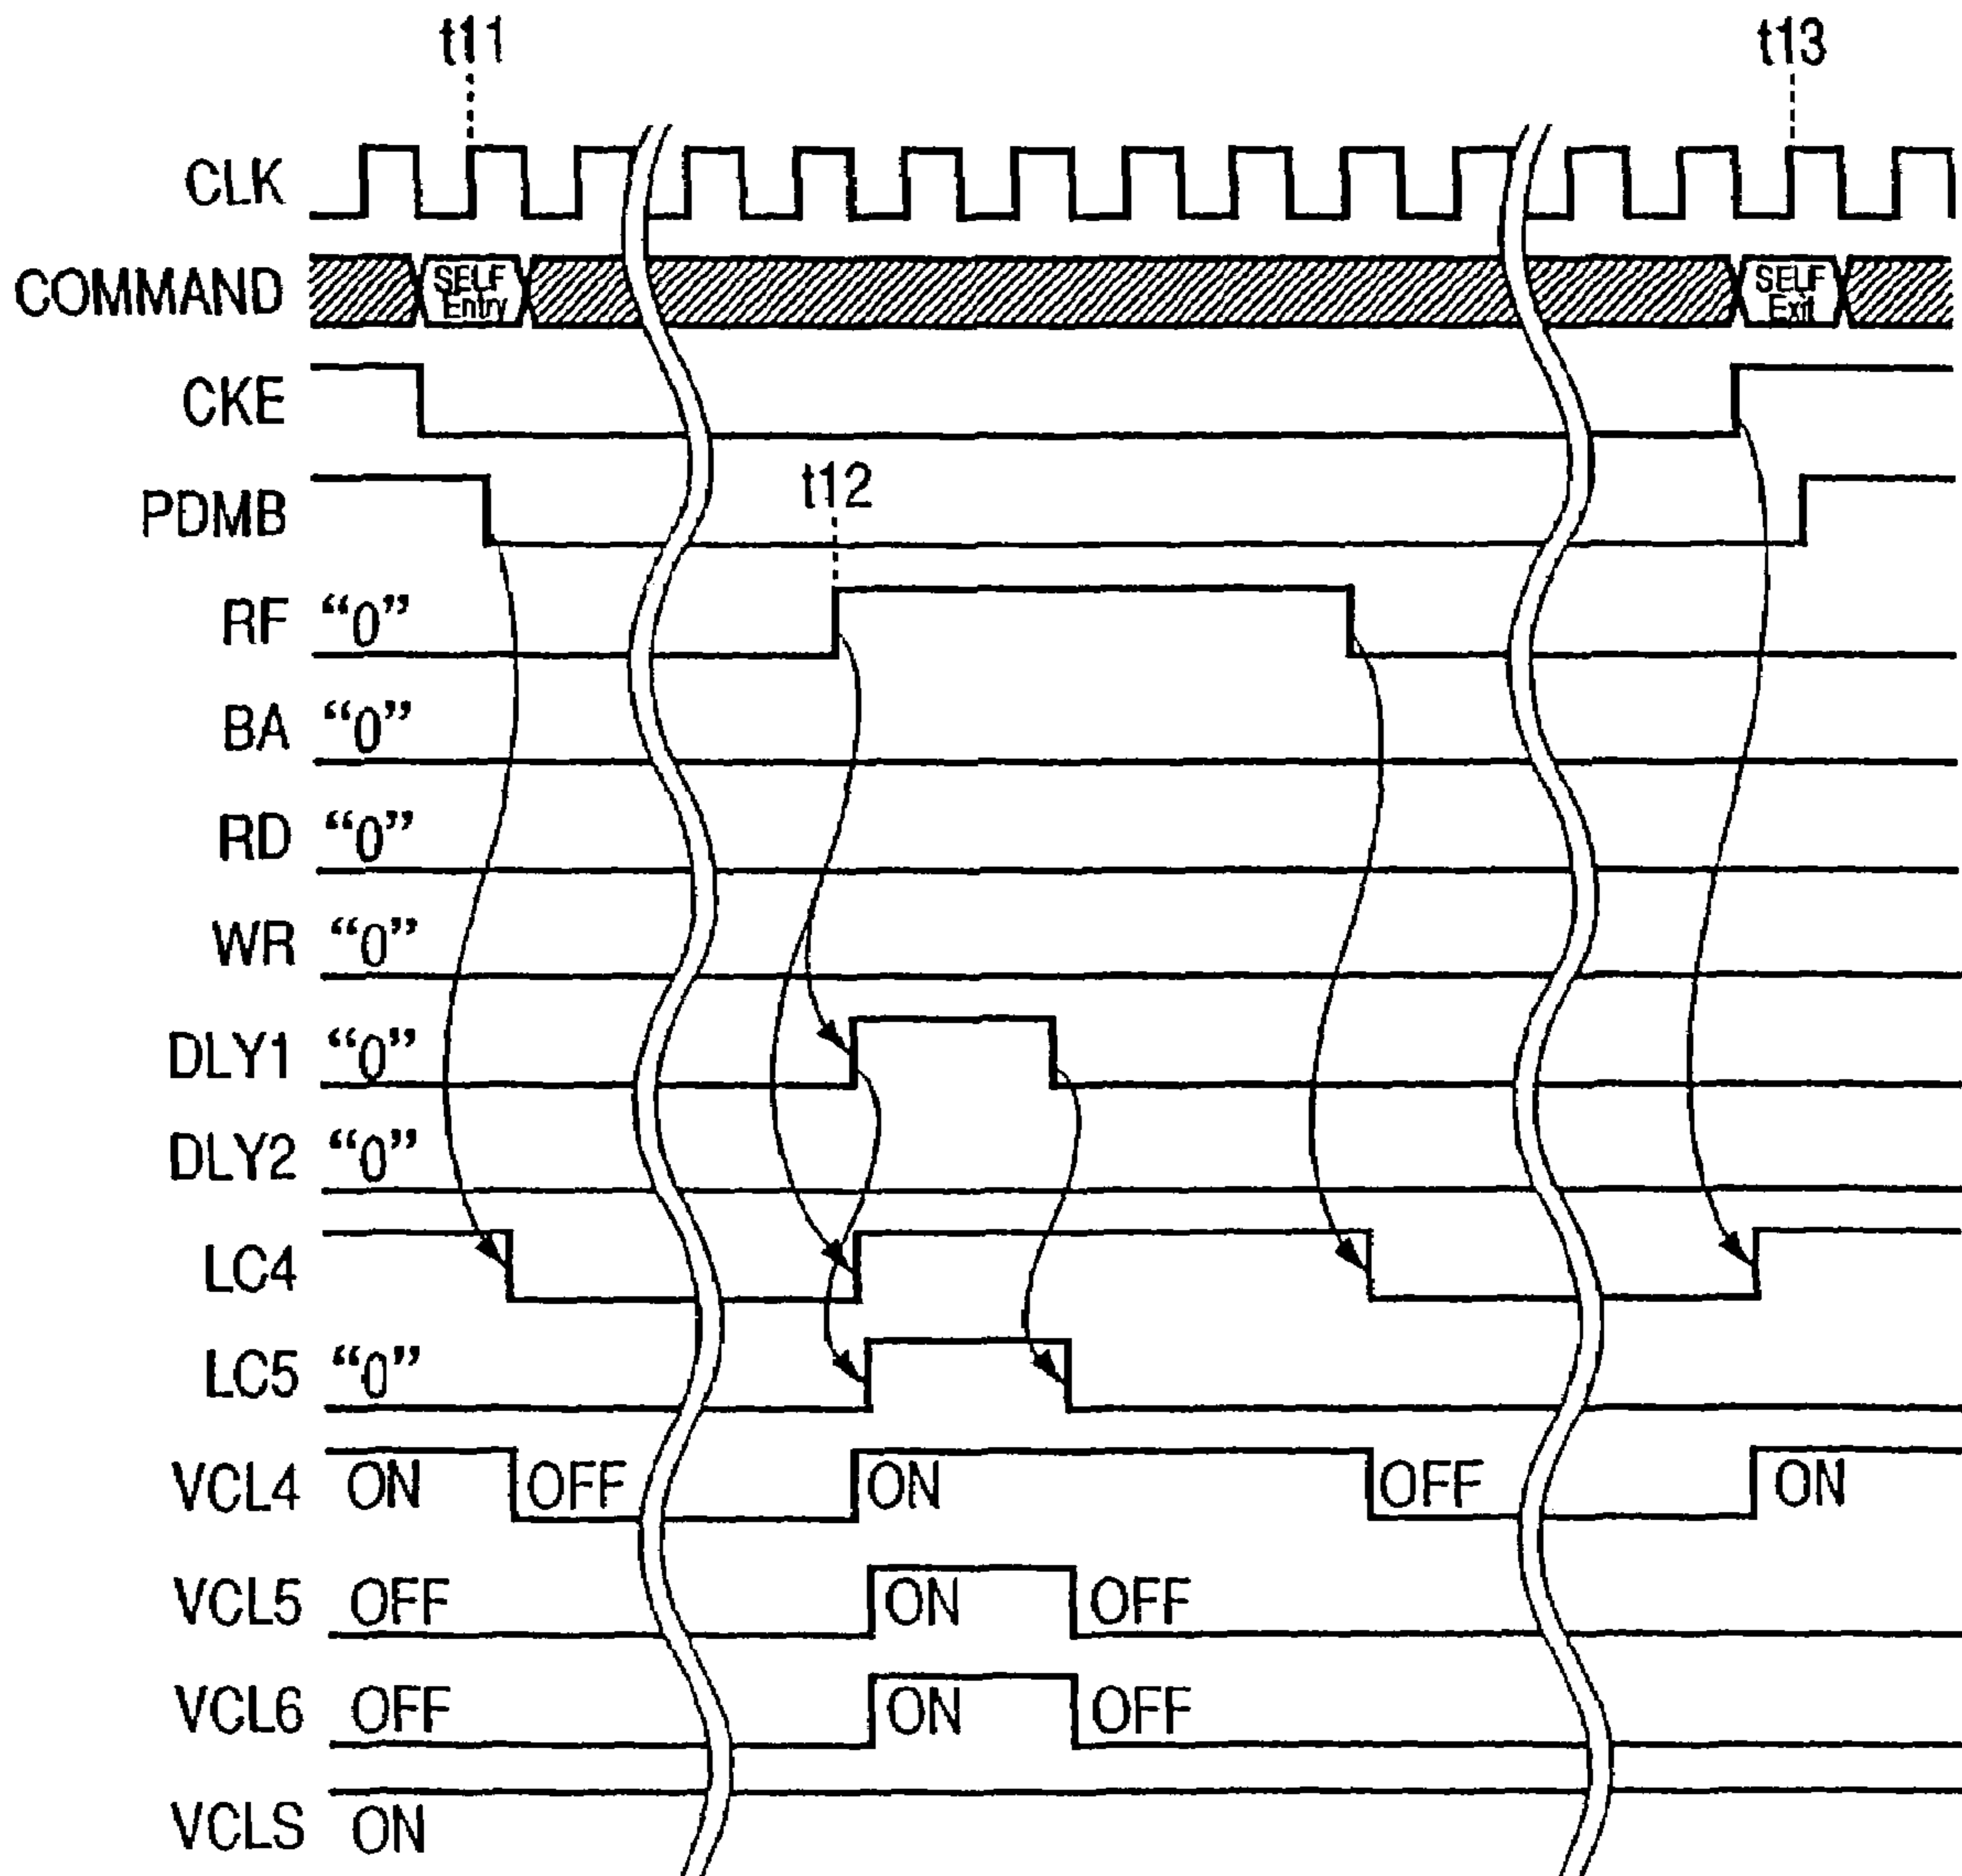 t11
t13
CLK
COMMAND
SELF
Entry
SELF
Exit
CKE
PDMB
t12
RF “0”
BA “0”
RD “0”
WR “0”
DLY1 “0”
DLY2 “0”
LC4
LC5 “0”
VCL4 ON OFF ON OFF ON
VCL5 OFF ON OFF
VCL6 OFF ON OFF
VCLS ON